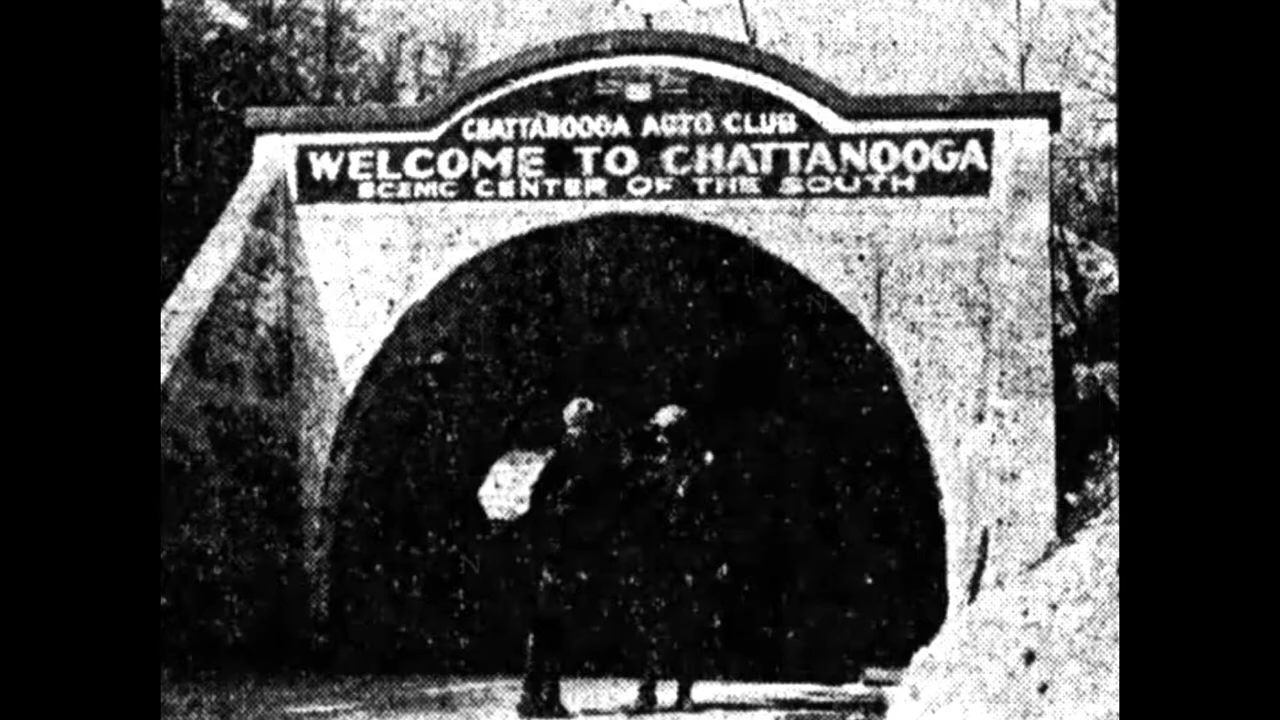 CHATTANOOGA AUTO CLUB
WELCOME TO CHATTANOOGA
SCENIC CENTER OF THE SOUTH